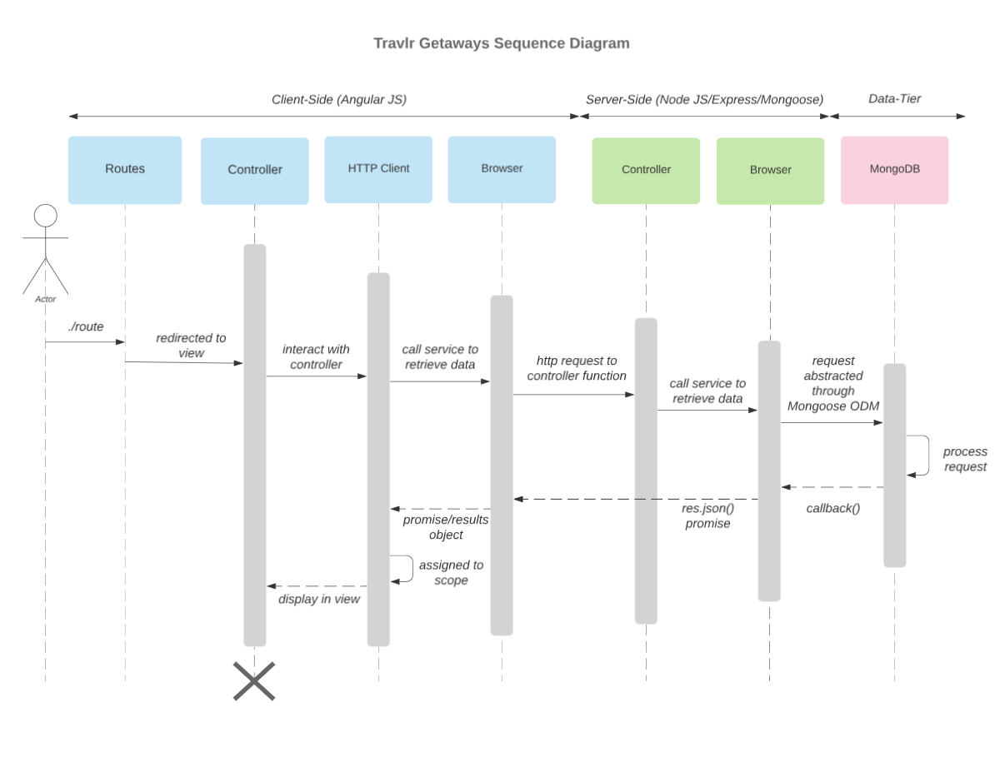 Travlr Getaways Sequence Diagram
Client-Side (Angular JS)
Server-Side (Node JS/Express/Mongoose)
Data-Tier
Routes
Controller
HTTP Client
Browser
Controller
Browser
MongoDB
Actor
./route
redirected to
view
interact with
controller
call service to
retrieve data
http request to
controller function
call service to
retrieve data
request
abstracted
through
Mongoose ODM
process
request
callback()
res.json()
promise
promise/results
object
assigned to
scope
display in view